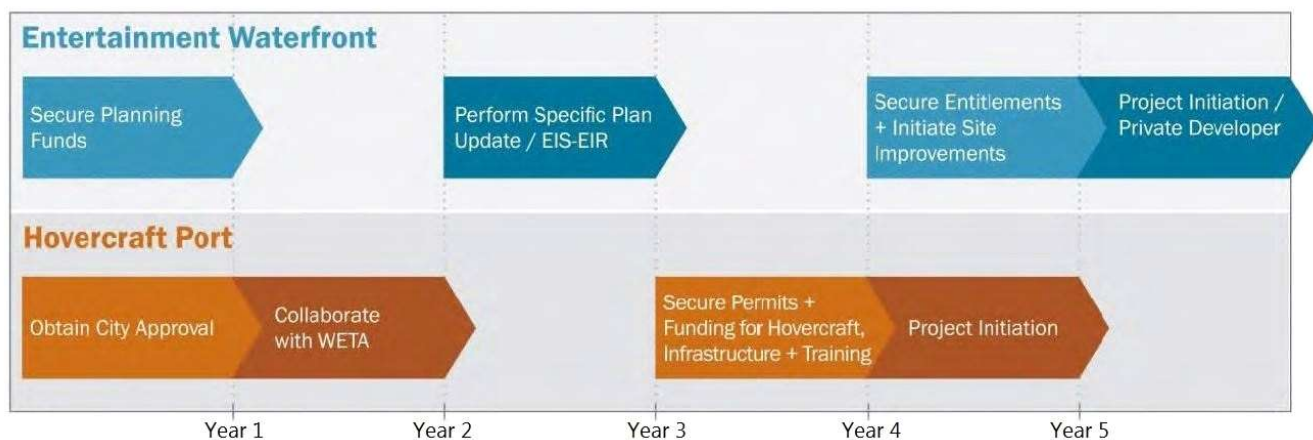 Entertainment Waterfront
Secure Planning
Funds
Perform Specific Plan
Update / EIS-EIR
Secure Entitlements
+ Initiate Site
Improvements
Project Initiation /
Private Developer
Hovercraft Port
Obtain City Approval
Collaborate
with WETA
Secure Permits +
Funding for Hovercraft,
Infrastructure + Training
Project Initiation
Year 1
Year 2
Year 3
Year 4
Year 5